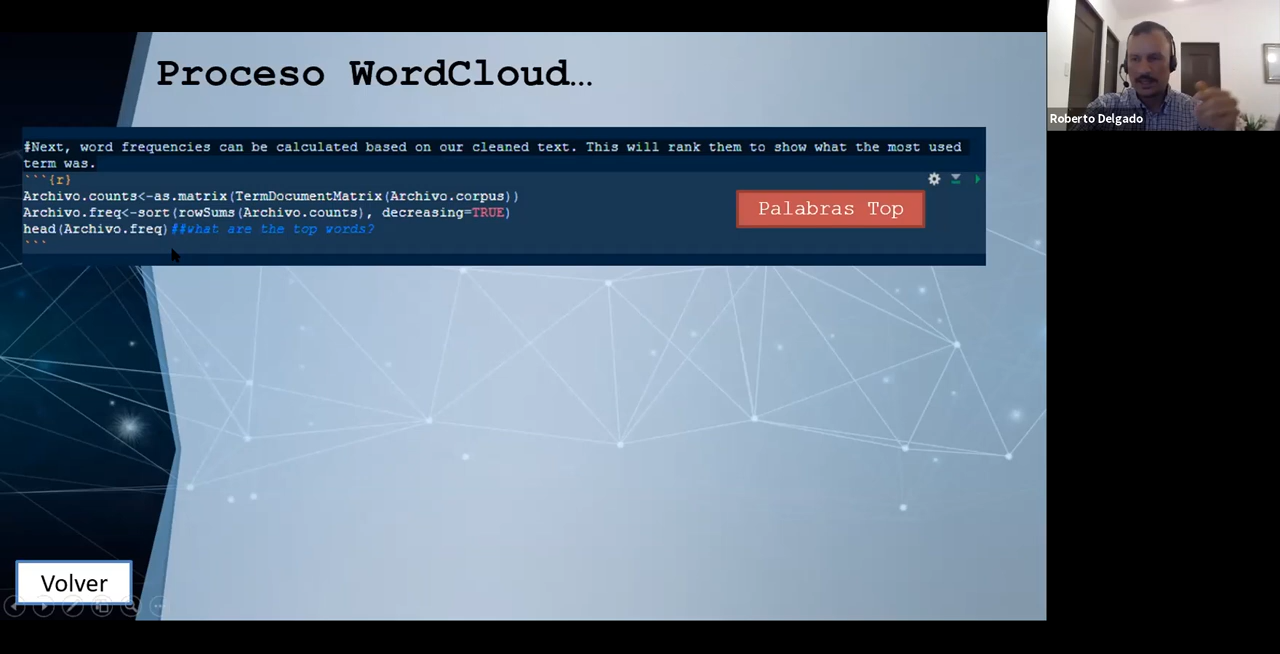 Proceso WordCloud…
#Next, word frequencies can be calculated based on our cleaned text. This will rank them to show what the most used
term was.
```{r}
Archivo.counts<-as.matrix(TermDocumentMatrix(Archivo.corpus))
Archivo.freq<-sort(rowSums(Archivo.counts), decreasing=TRUE)
head(Archivo.freq)##what are the top words?
```
Palabras Top
Volver
Roberto Delgado